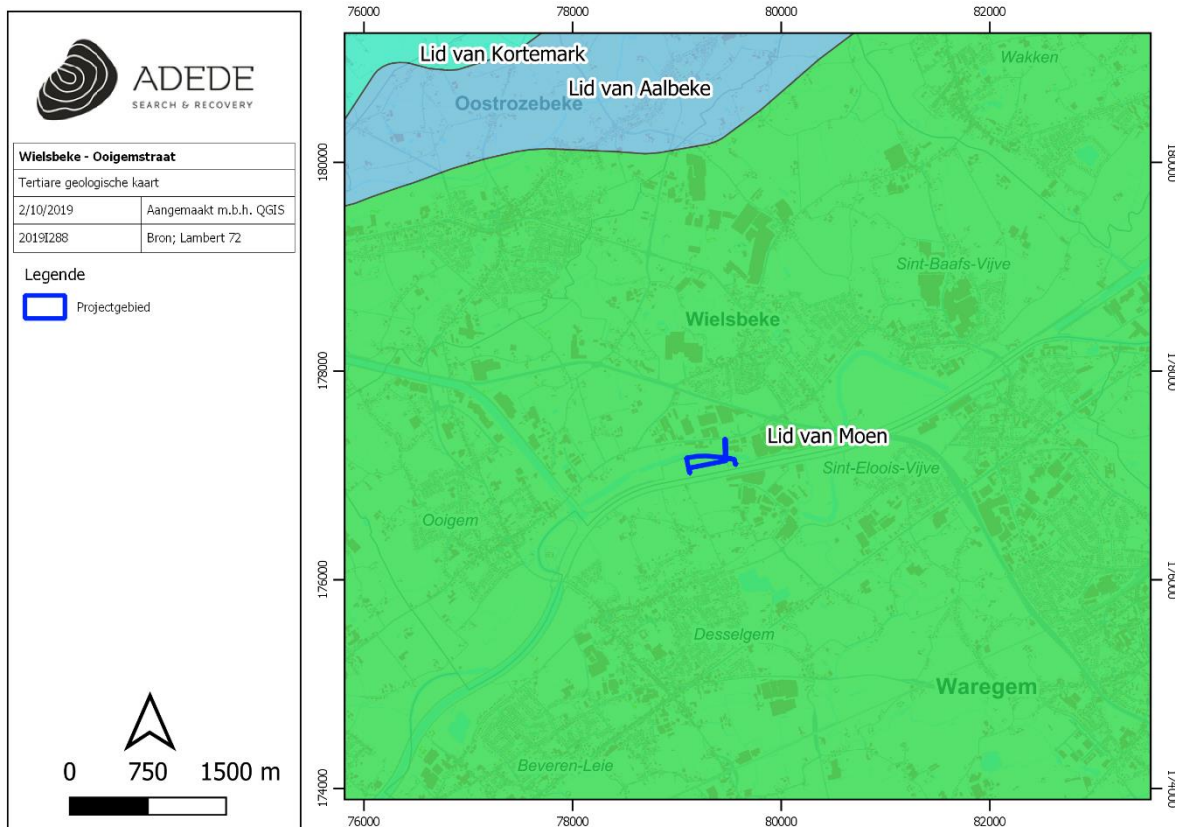 ADEDE
SEARCH & RECOVERY
Wielsbeke - Ooigemstraat
Tertiare geologische kaart
2/10/2019 Aangemaakt m.b.h. QGIS
2019I288 Bron; Lambert 72
Legende
Projectgebied
0 750 1500 m
76000 78000 80000 82000
Lid van Kortemark
Lid van Aalbeke
Oostrozebeke
Wakken
180000 180000
Sint-Baafs-Vijve
Wielsbeke
178000 178000
Lid van Moen
Sint-Eloois-Vijve
Ooigem
176000 176000
Desselgem
Waregem
Beveren-Leie
174000 174000
76000 78000 80000 82000